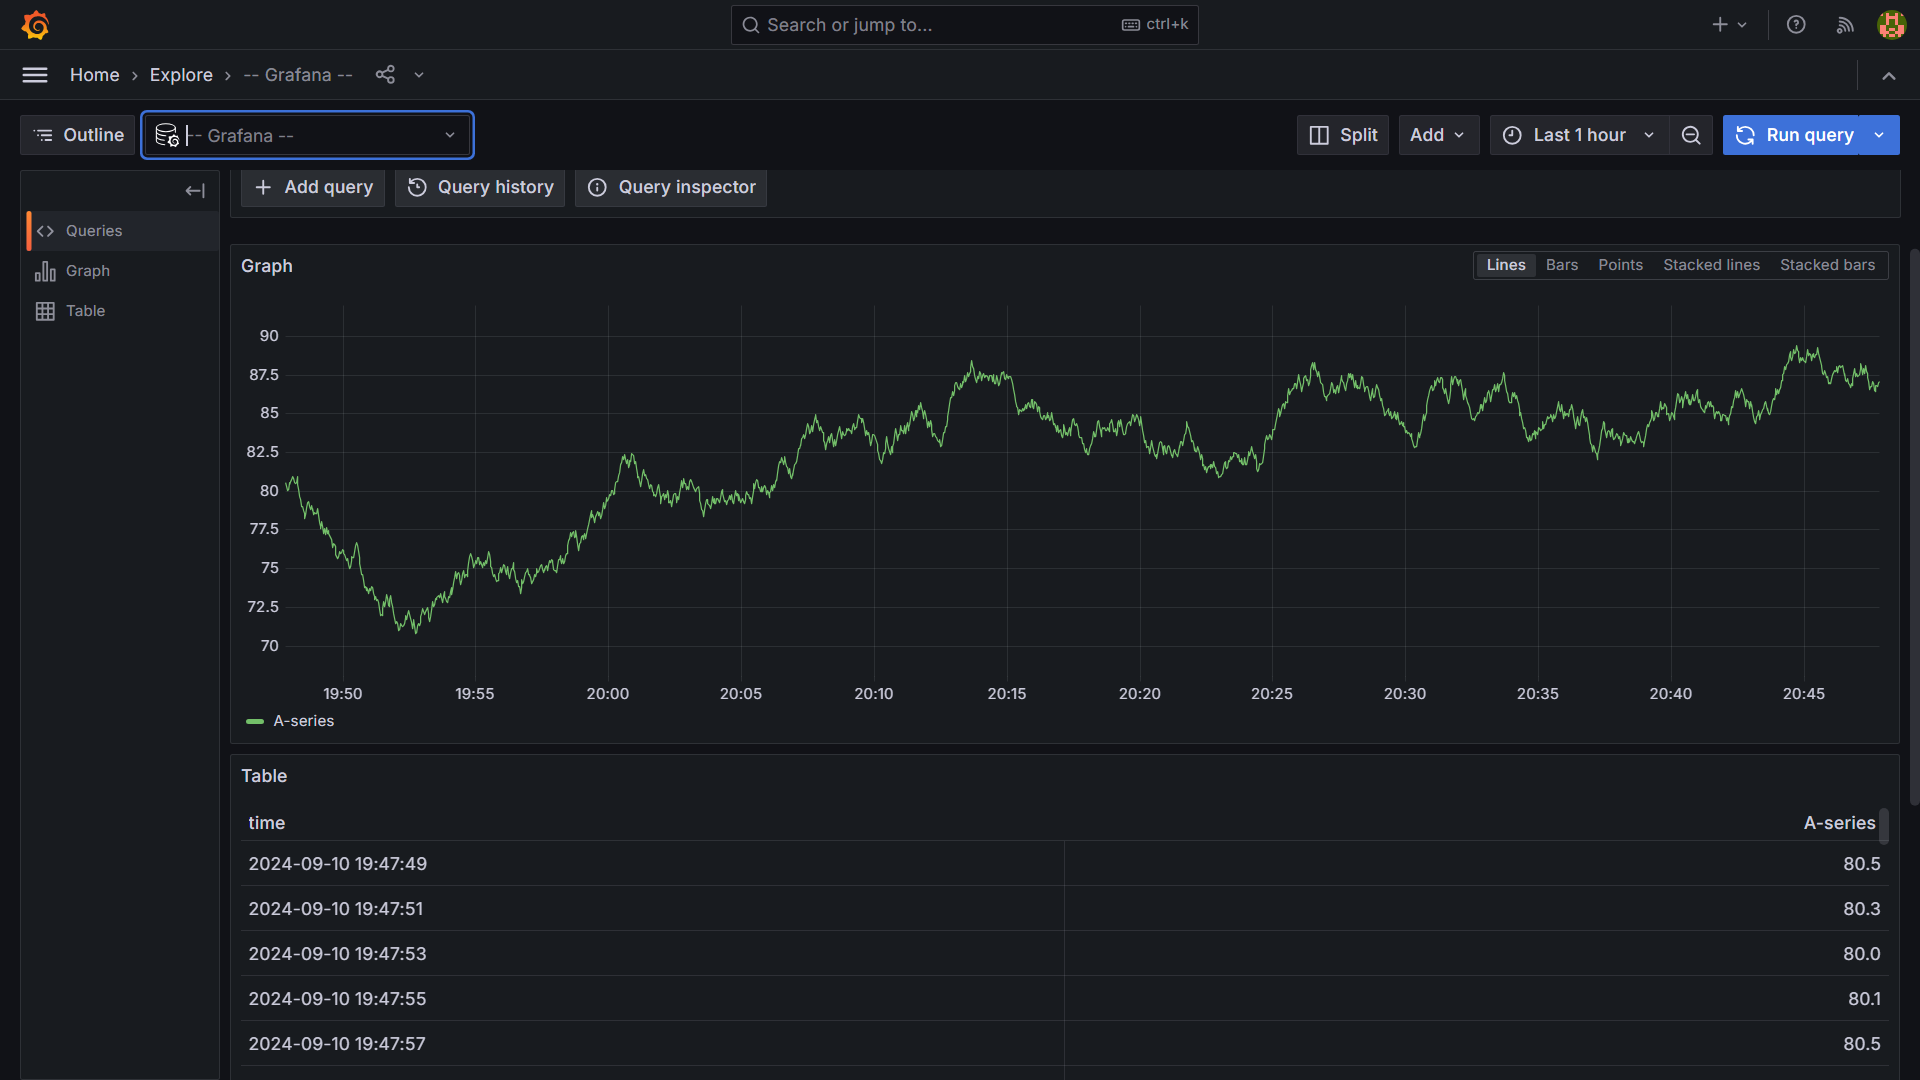 Search or jump to... ctrl+k
Home › Explore › -- Grafana --
Outline -- Grafana -- Split Add Last 1 hour Run query
Add query Query history Query inspector
Queries
Graph
Table
Graph Lines Bars Points Stacked lines Stacked bars
90
87.5
85
82.5
80
77.5
75
72.5
70
19:50 19:55 20:00 20:05 20:10 20:15 20:20 20:25 20:30 20:35 20:40 20:45
A-series
Table
time A-series
2024-09-10 19:47:49 80.5
2024-09-10 19:47:51 80.3
2024-09-10 19:47:53 80.0
2024-09-10 19:47:55 80.1
2024-09-10 19:47:57 80.5